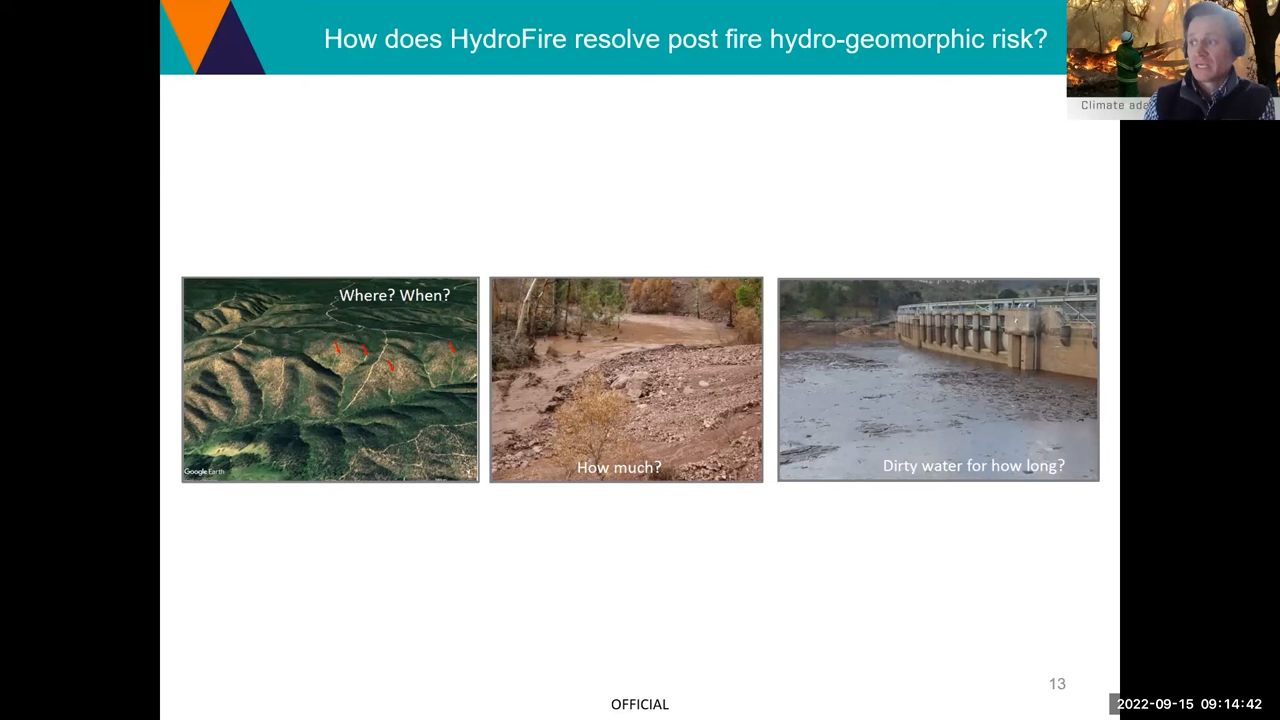 How does HydroFire resolve post fire hydro-geomorphic risk?
Climate ada
Where? When?
Google Earth
How much?
Dirty water for how long?
13
OFFICIAL
2022-09-15 09:14:42